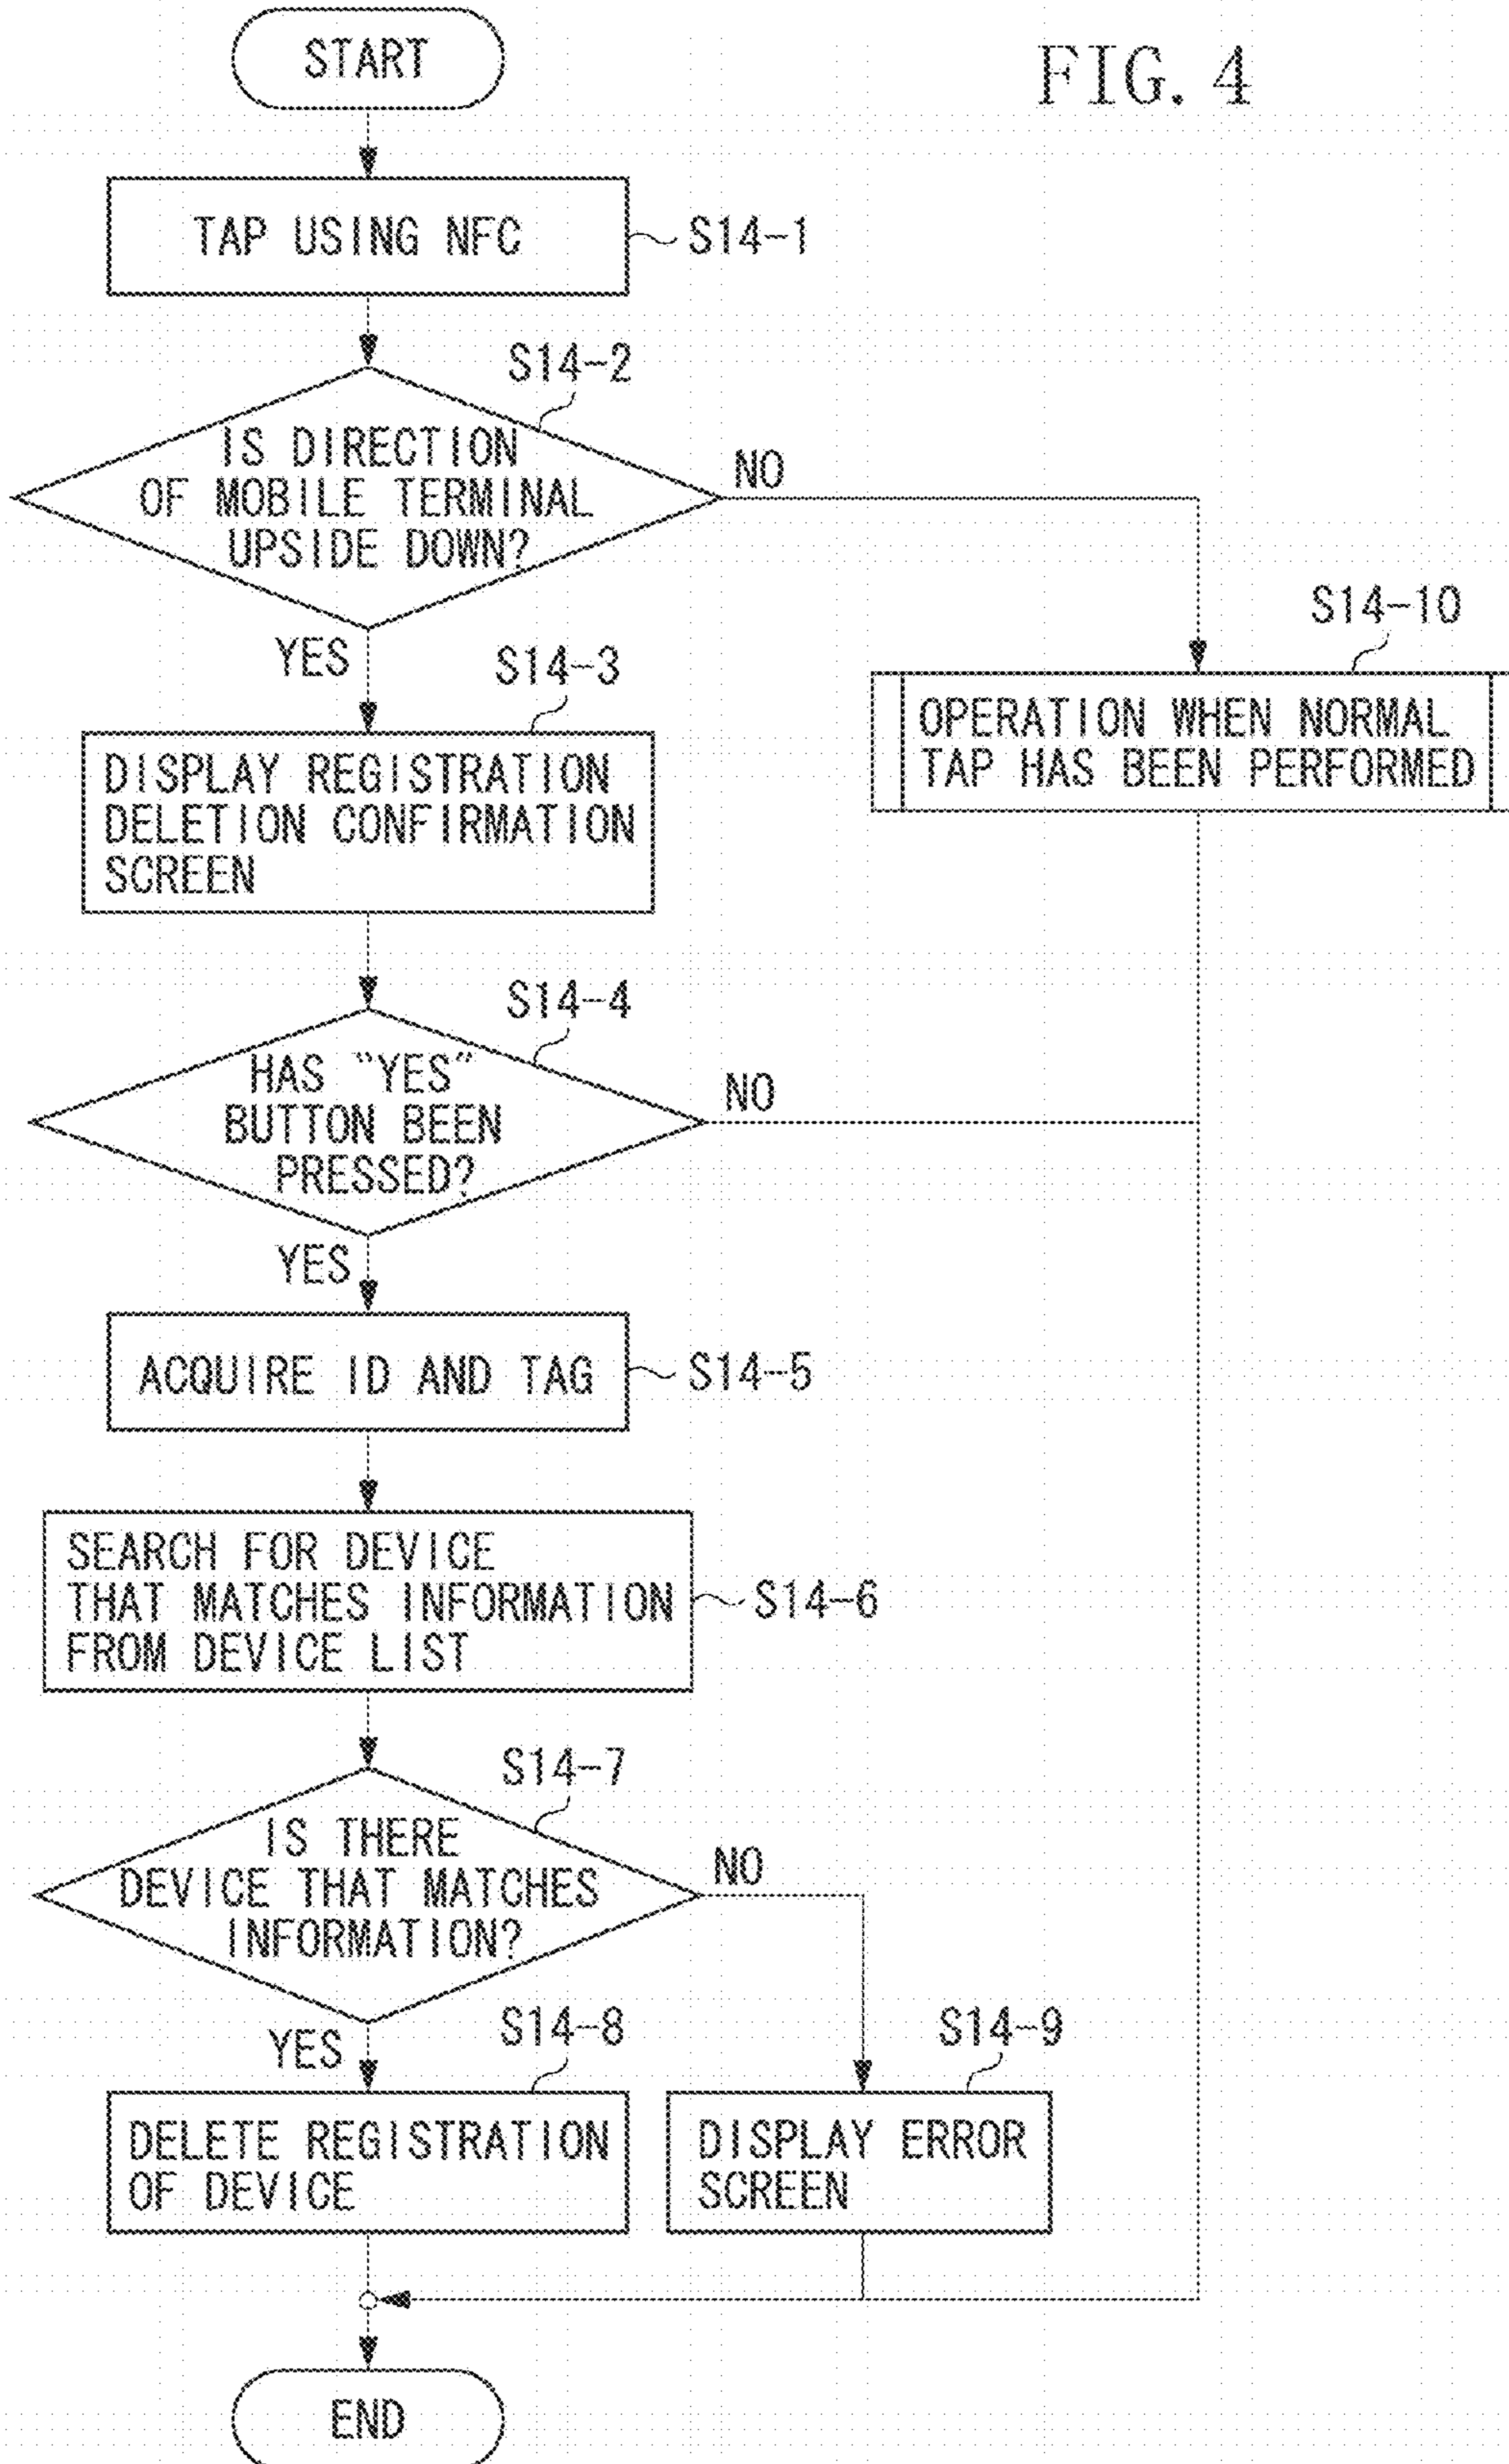 START
FIG. 4
TAP USING NFC
S14-1
S14-2
IS DIRECTION
OF MOBILE TERMINAL
UPSIDE DOWN?
NO
YES
S14-3
DISPLAY REGISTRATION
DELETION CONFIRMATION
SCREEN
S14-10
OPERATION WHEN NORMAL
TAP HAS BEEN PERFORMED
S14-4
HAS "YES"
BUTTON BEEN
PRESSED?
NO
YES
ACQUIRE ID AND TAG
S14-5
SEARCH FOR DEVICE
THAT MATCHES INFORMATION
FROM DEVICE LIST
S14-6
S14-7
IS THERE
DEVICE THAT MATCHES
INFORMATION?
NO
YES
S14-8
DELETE REGISTRATION
OF DEVICE
S14-9
DISPLAY ERROR
SCREEN
END